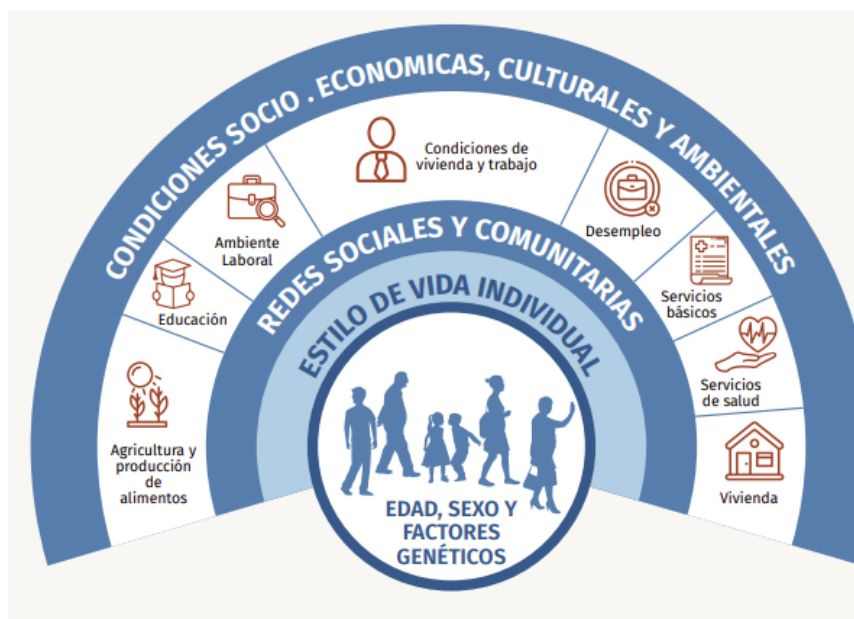 CONDICIONES SOCIO . ECONOMICAS, CULTURALES Y AMBIENTALES
Condiciones de
vivienda y trabajo
Ambiente
Laboral
Desempleo
Educación
Servicios
básicos
Agricultura y
producción
de
alimentos
Servicios
de salud
Vivienda
REDES SOCIALES Y COMUNITARIAS
ESTILO DE VIDA INDIVIDUAL
EDAD, SEXO Y
FACTORES
GENÉTICOS